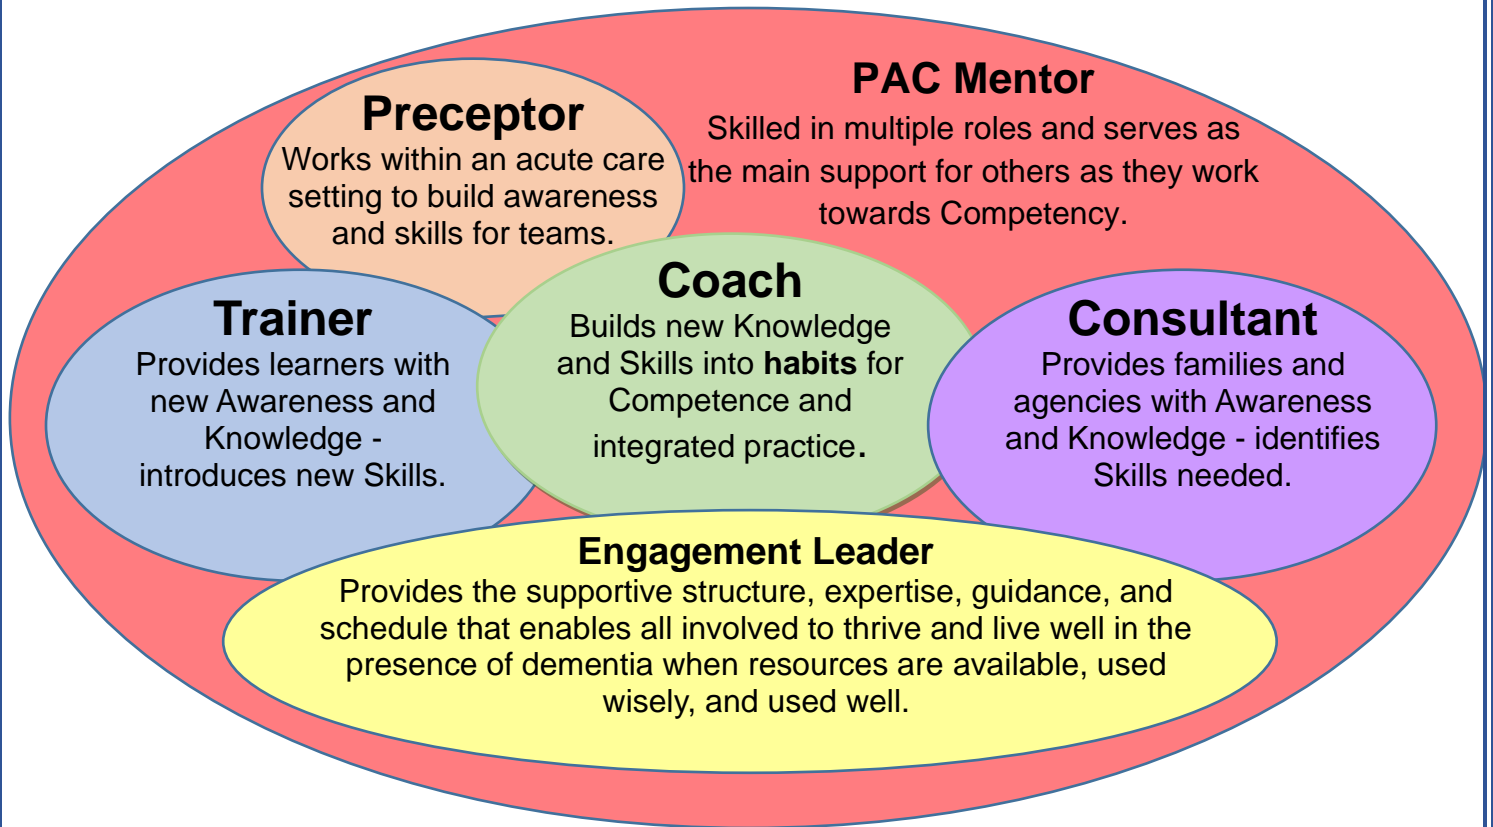 PAC Mentor
Skilled in multiple roles and serves as
the main support for others as they work
towards Competency.
Preceptor
Works within an acute care
setting to build awareness
and skills for teams.
Coach
Builds new Knowledge
and Skills into habits for
Competence and
integrated practice.
Trainer
Provides learners with
new Awareness and
Knowledge -
introduces new Skills.
Consultant
Provides families and
agencies with Awareness
and Knowledge - identifies
Skills needed.
Engagement Leader
Provides the supportive structure, expertise, guidance, and
schedule that enables all involved to thrive and live well in the
presence of dementia when resources are available, used
wisely, and used well.